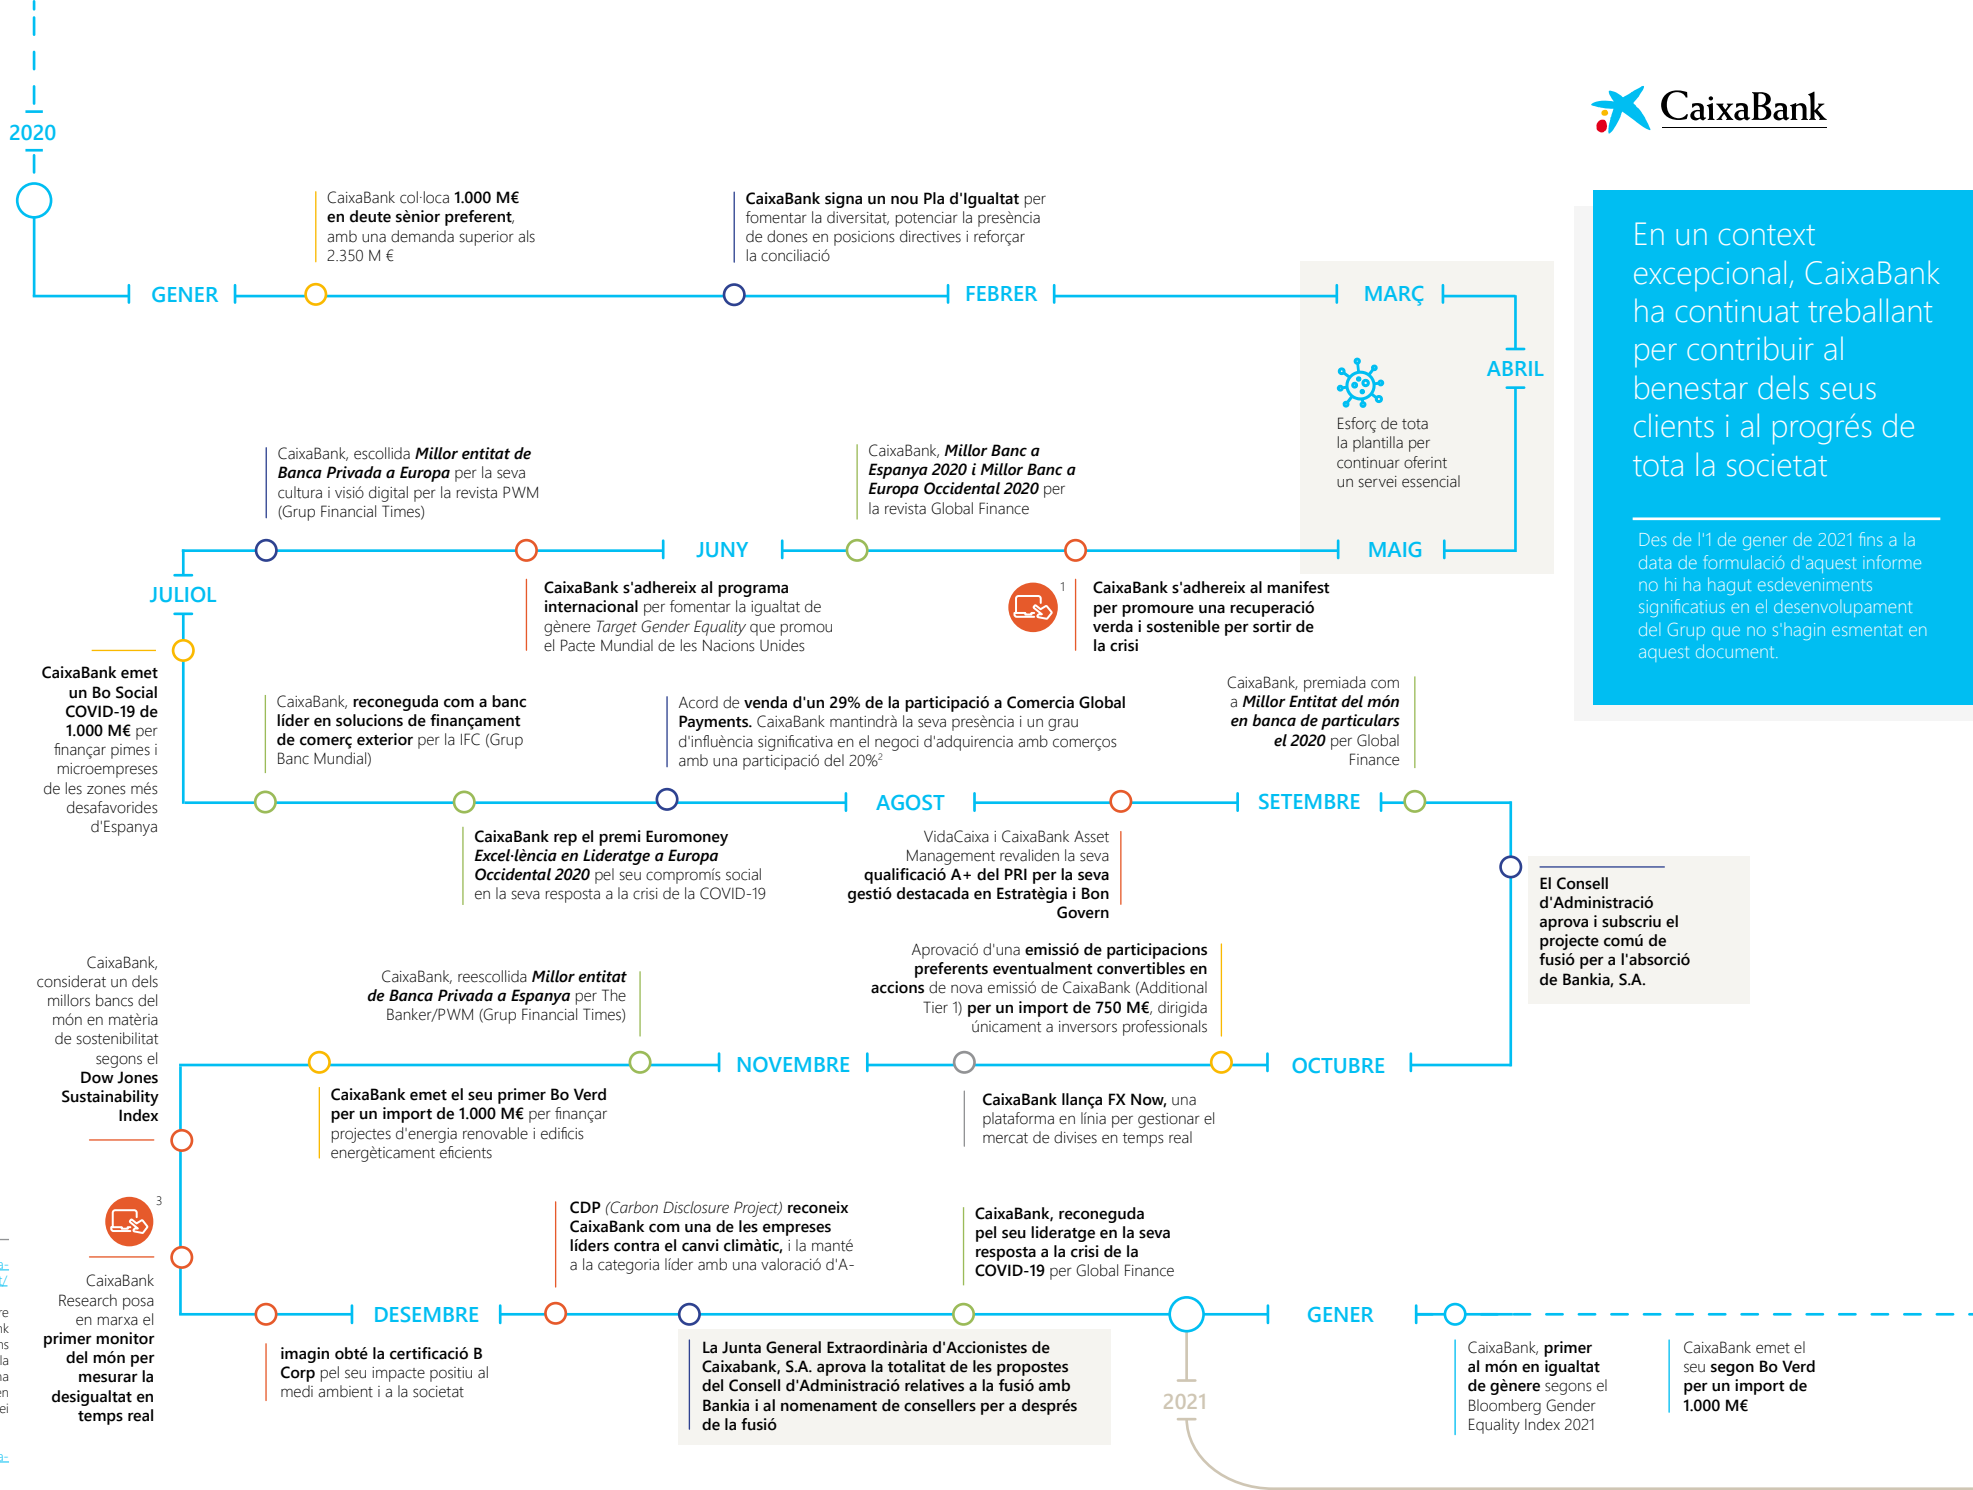 2020
CaixaBank
CaixaBank col·loca 1.000 M€
en deute sènior preferent,
amb una demanda superior als
2.350 M €
CaixaBank signa un nou Pla d'Igualtat per
fomentar la diversitat, potenciar la presència
de dones en posicions directives i reforçar
la conciliació
GENER
FEBRER
MARÇ
ABRIL
Esforç de tota
la plantilla per
continuar oferint
un servei essencial
En un context
excepcional, CaixaBank
ha continuat treballant
per contribuir al
benestar dels seus
clients i al progrés de
tota la societat
Des de l'1 de gener de 2021 fins a la
data de formulació d'aquest informe
no hi ha hagut esdeveniments
significatius en el desenvolupament
del Grup que no s'hagin esmentat en
aquest document.
MAIG
CaixaBank s'adhereix al manifest
per promoure una recuperació
verda i sostenible per sortir de
la crisi
1
CaixaBank, Millor Banc a
Espanya 2020 i Millor Banc a
Europa Occidental 2020 per
la revista Global Finance
JUNY
CaixaBank s'adhereix al programa
internacional per fomentar la igualtat de
gènere Target Gender Equality que promou
el Pacte Mundial de les Nacions Unides
CaixaBank, escollida Millor entitat de
Banca Privada a Europa per la seva
cultura i visió digital per la revista PWM
(Grup Financial Times)
JULIOL
CaixaBank emet
un Bo Social
COVID-19 de
1.000 M€ per
finançar pimes i
microempreses
de les zones més
desafavorides
d'Espanya
CaixaBank, reconeguda com a banc
líder en solucions de finançament
de comerç exterior per la IFC (Grup
Banc Mundial)
CaixaBank rep el premi Euromoney
Excel·lència en Lideratge a Europa
Occidental 2020 pel seu compromís social
en la seva resposta a la crisi de la COVID-19
Acord de venda d'un 29% de la participació a Comercia Global
Payments. CaixaBank mantindrà la seva presència i un grau
d'influència significativa en el negoci d'adquirencia amb comerços
amb una participació del 20%2
AGOST
VidaCaixa i CaixaBank Asset
Management revaliden la seva
qualificació A+ del PRI per la seva
gestió destacada en Estratègia i Bon
Govern
SETEMBRE
CaixaBank, premiada com
a Millor Entitat del món
en banca de particulars
el 2020 per Global
Finance
El Consell
d'Administració
aprova i subscriu el
projecte comú de
fusió per a l'absorció
de Bankia, S.A.
OCTUBRE
Aprovació d'una emissió de participacions
preferents eventualment convertibles en
accions de nova emissió de CaixaBank (Additional
Tier 1) per un import de 750 M€, dirigida
únicament a inversors professionals
CaixaBank llança FX Now, una
plataforma en línia per gestionar el
mercat de divises en temps real
NOVEMBRE
CaixaBank, reescollida Millor entitat
de Banca Privada a Espanya per The
Banker/PWM (Grup Financial Times)
CaixaBank emet el seu primer Bo Verd
per un import de 1.000 M€ per finançar
projectes d'energia renovable i edificis
energèticament eficients
CaixaBank,
considerat un dels
millors bancs del
món en matèria
de sostenibilitat
segons el
Dow Jones
Sustainability
Index
3
CaixaBank
Research posa
en marxa el
primer monitor
del món per
mesurar la
desigualtat en
temps real
imagin obté la certificació B
Corp pel seu impacte positiu al
medi ambient i a la societat
DESEMBRE
CDP (Carbon Disclosure Project) reconeix
CaixaBank com una de les empreses
líders contra el canvi climàtic, i la manté
a la categoria líder amb una valoració d'A-
La Junta General Extraordinària d'Accionistes de
Caixabank, S.A. aprova la totalitat de les propostes
del Consell d'Administració relatives a la fusió amb
Bankia i al nomenament de consellers per a després
de la fusió
CaixaBank, reconeguda
pel seu lideratge en la seva
resposta a la crisi de la
COVID-19 per Global Finance
2021
GENER
CaixaBank, primer
al món en igualtat
de gènere segons el
Bloomberg Gender
Equality Index 2021
CaixaBank emet el
seu segon Bo Verd
per un import de
1.000 M€